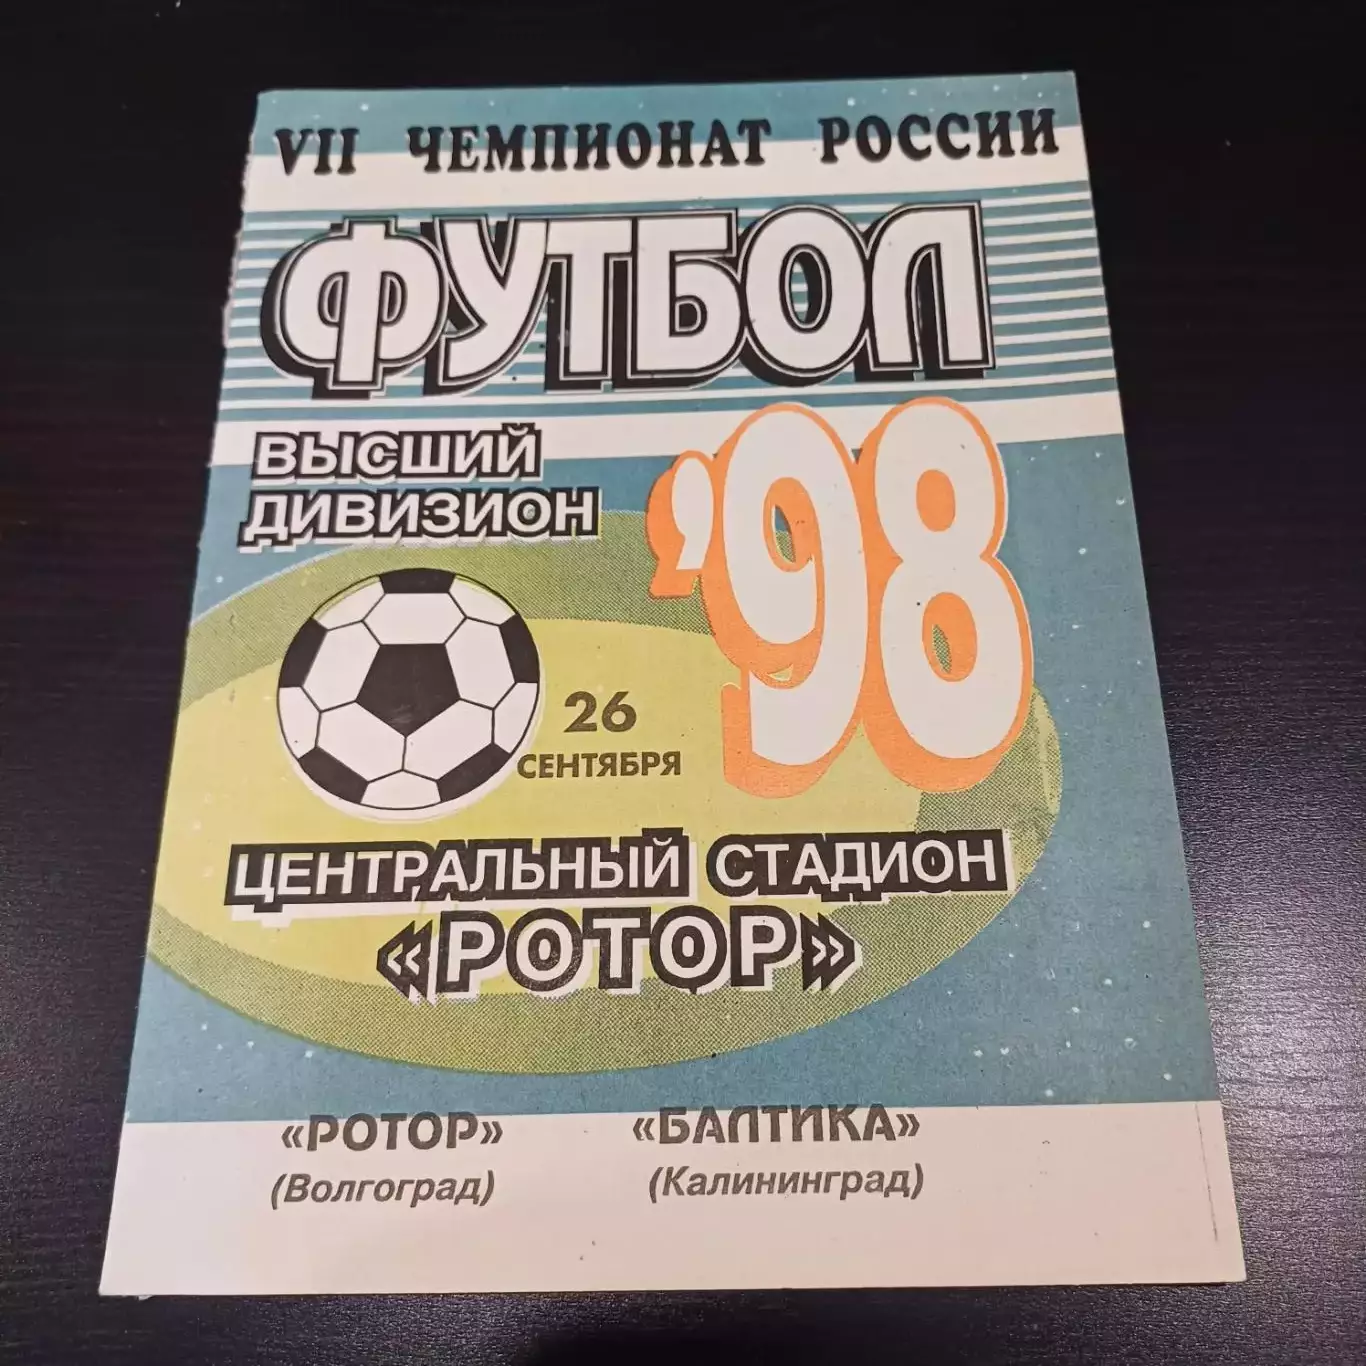 VII ЧЕМПИОНАТ РОССИИ
ФУТБОЛ
ВЫСШИЙ
ДИВИЗИОН
'98
26
СЕНТЯБРЯ
ЦЕНТРАЛЬНЫЙ СТАДИОН
«РОТОР»
«РОТОР» «БАЛТИКА»
(Волгоград) (Калининград)